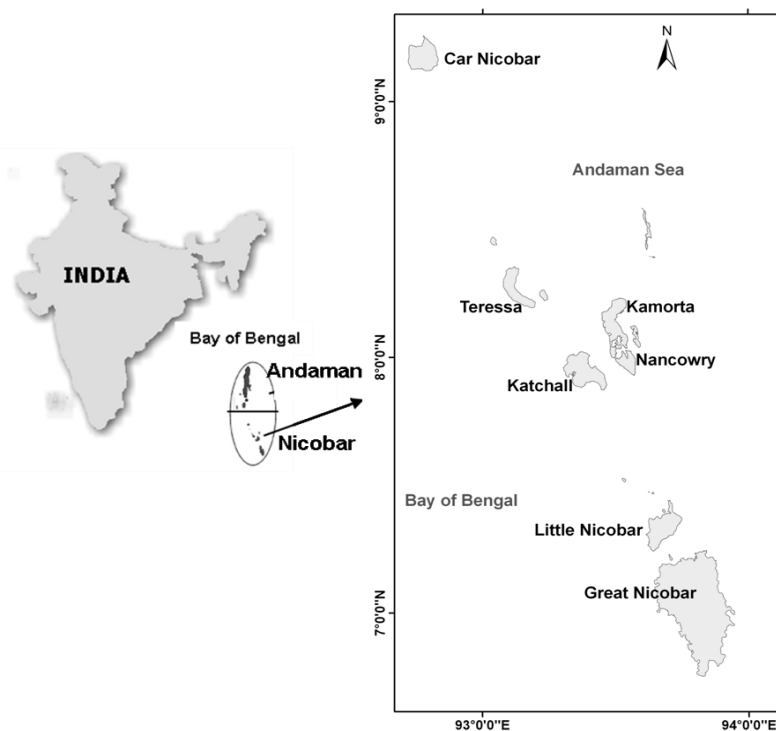 INDIA
Bay of Bengal
Andaman
Nicobar
N
Car Nicobar
Andaman Sea
Teressa
Kamorta
Nancowry
Katchall
Bay of Bengal
Little Nicobar
Great Nicobar
9°0'0"N
8°0'0"N
7°0'0"N
93°0'0"E
94°0'0"E